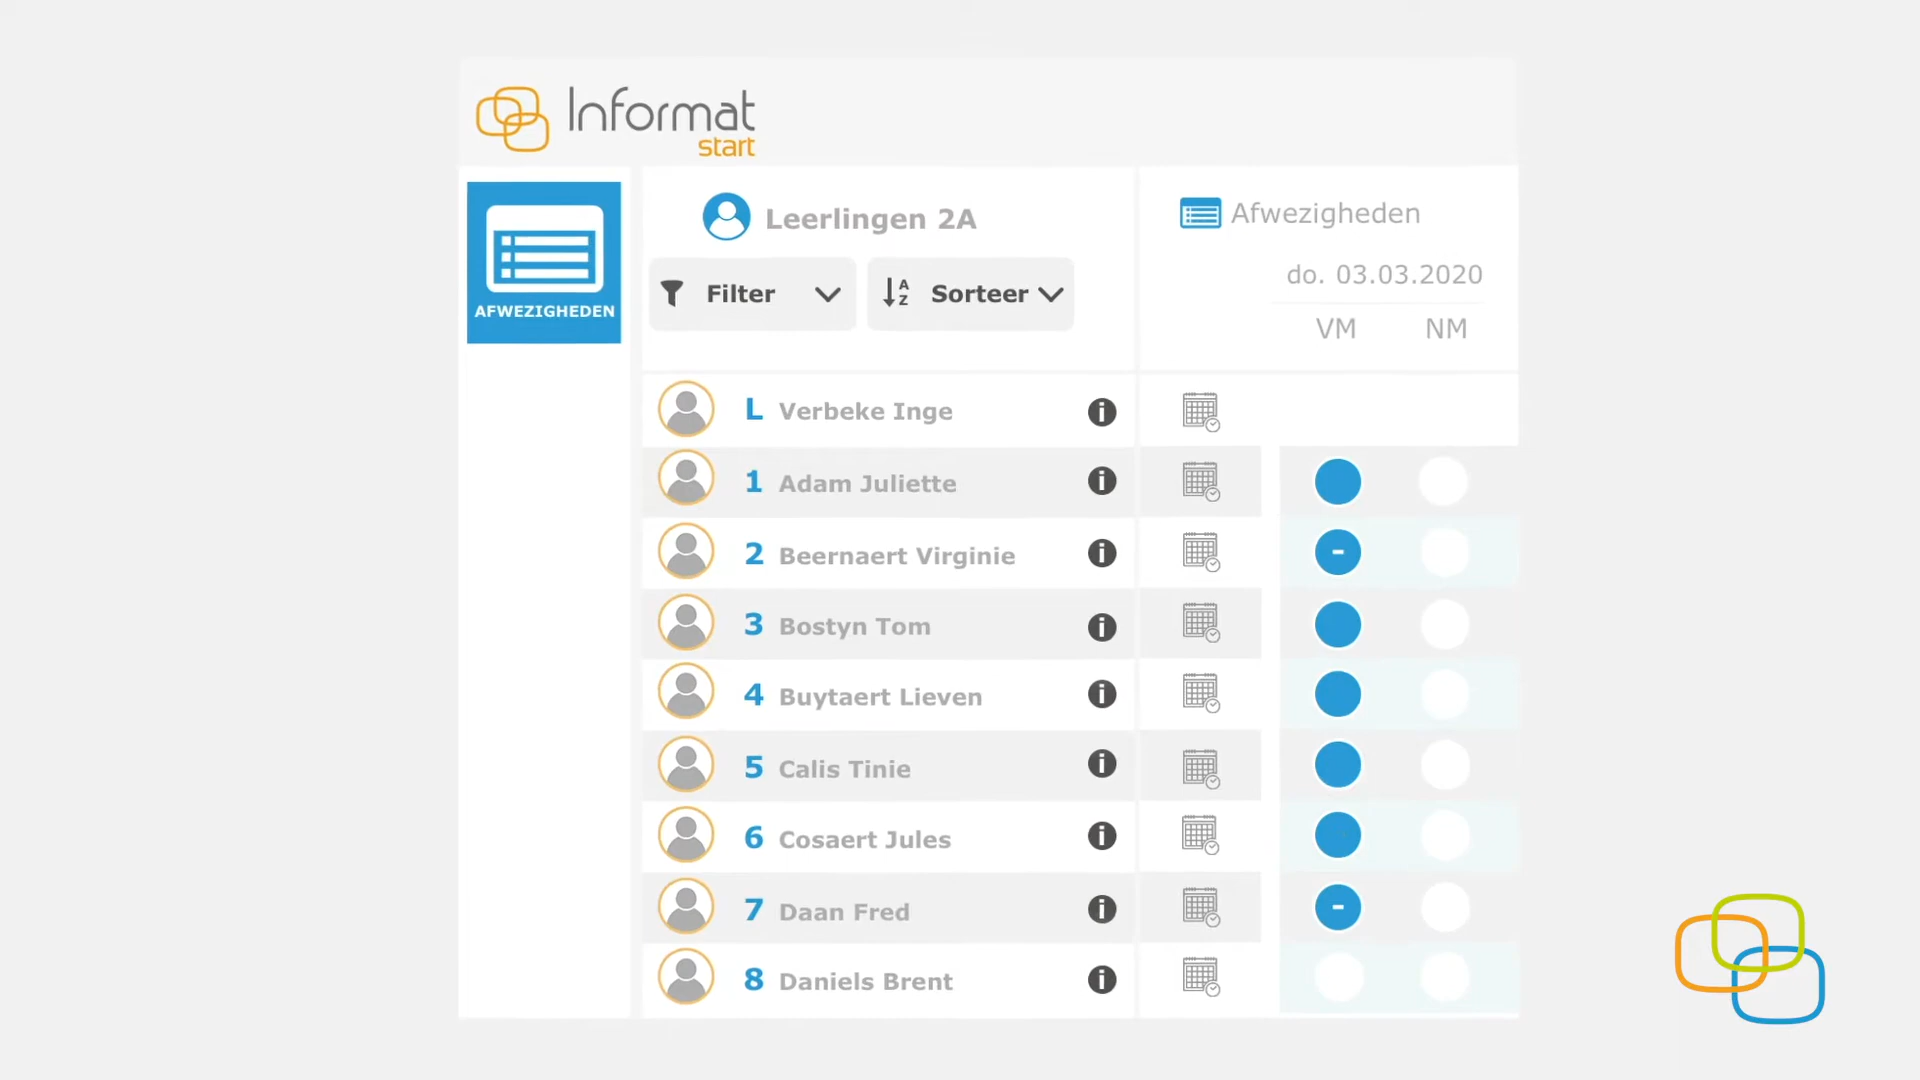 Informat
start
AFWEZIGHEDEN
Leerlingen 2A
Filter
A
Z
Sorteer
Afwezigheden
do. 03.03.2020
VM NM
L Verbeke Inge i
1 Adam Juliette i
2 Beernaert Virginie i -
3 Bostyn Tom i
4 Buytaert Lieven i
5 Calis Tinie i
6 Cosaert Jules i
7 Daan Fred i -
8 Daniels Brent i